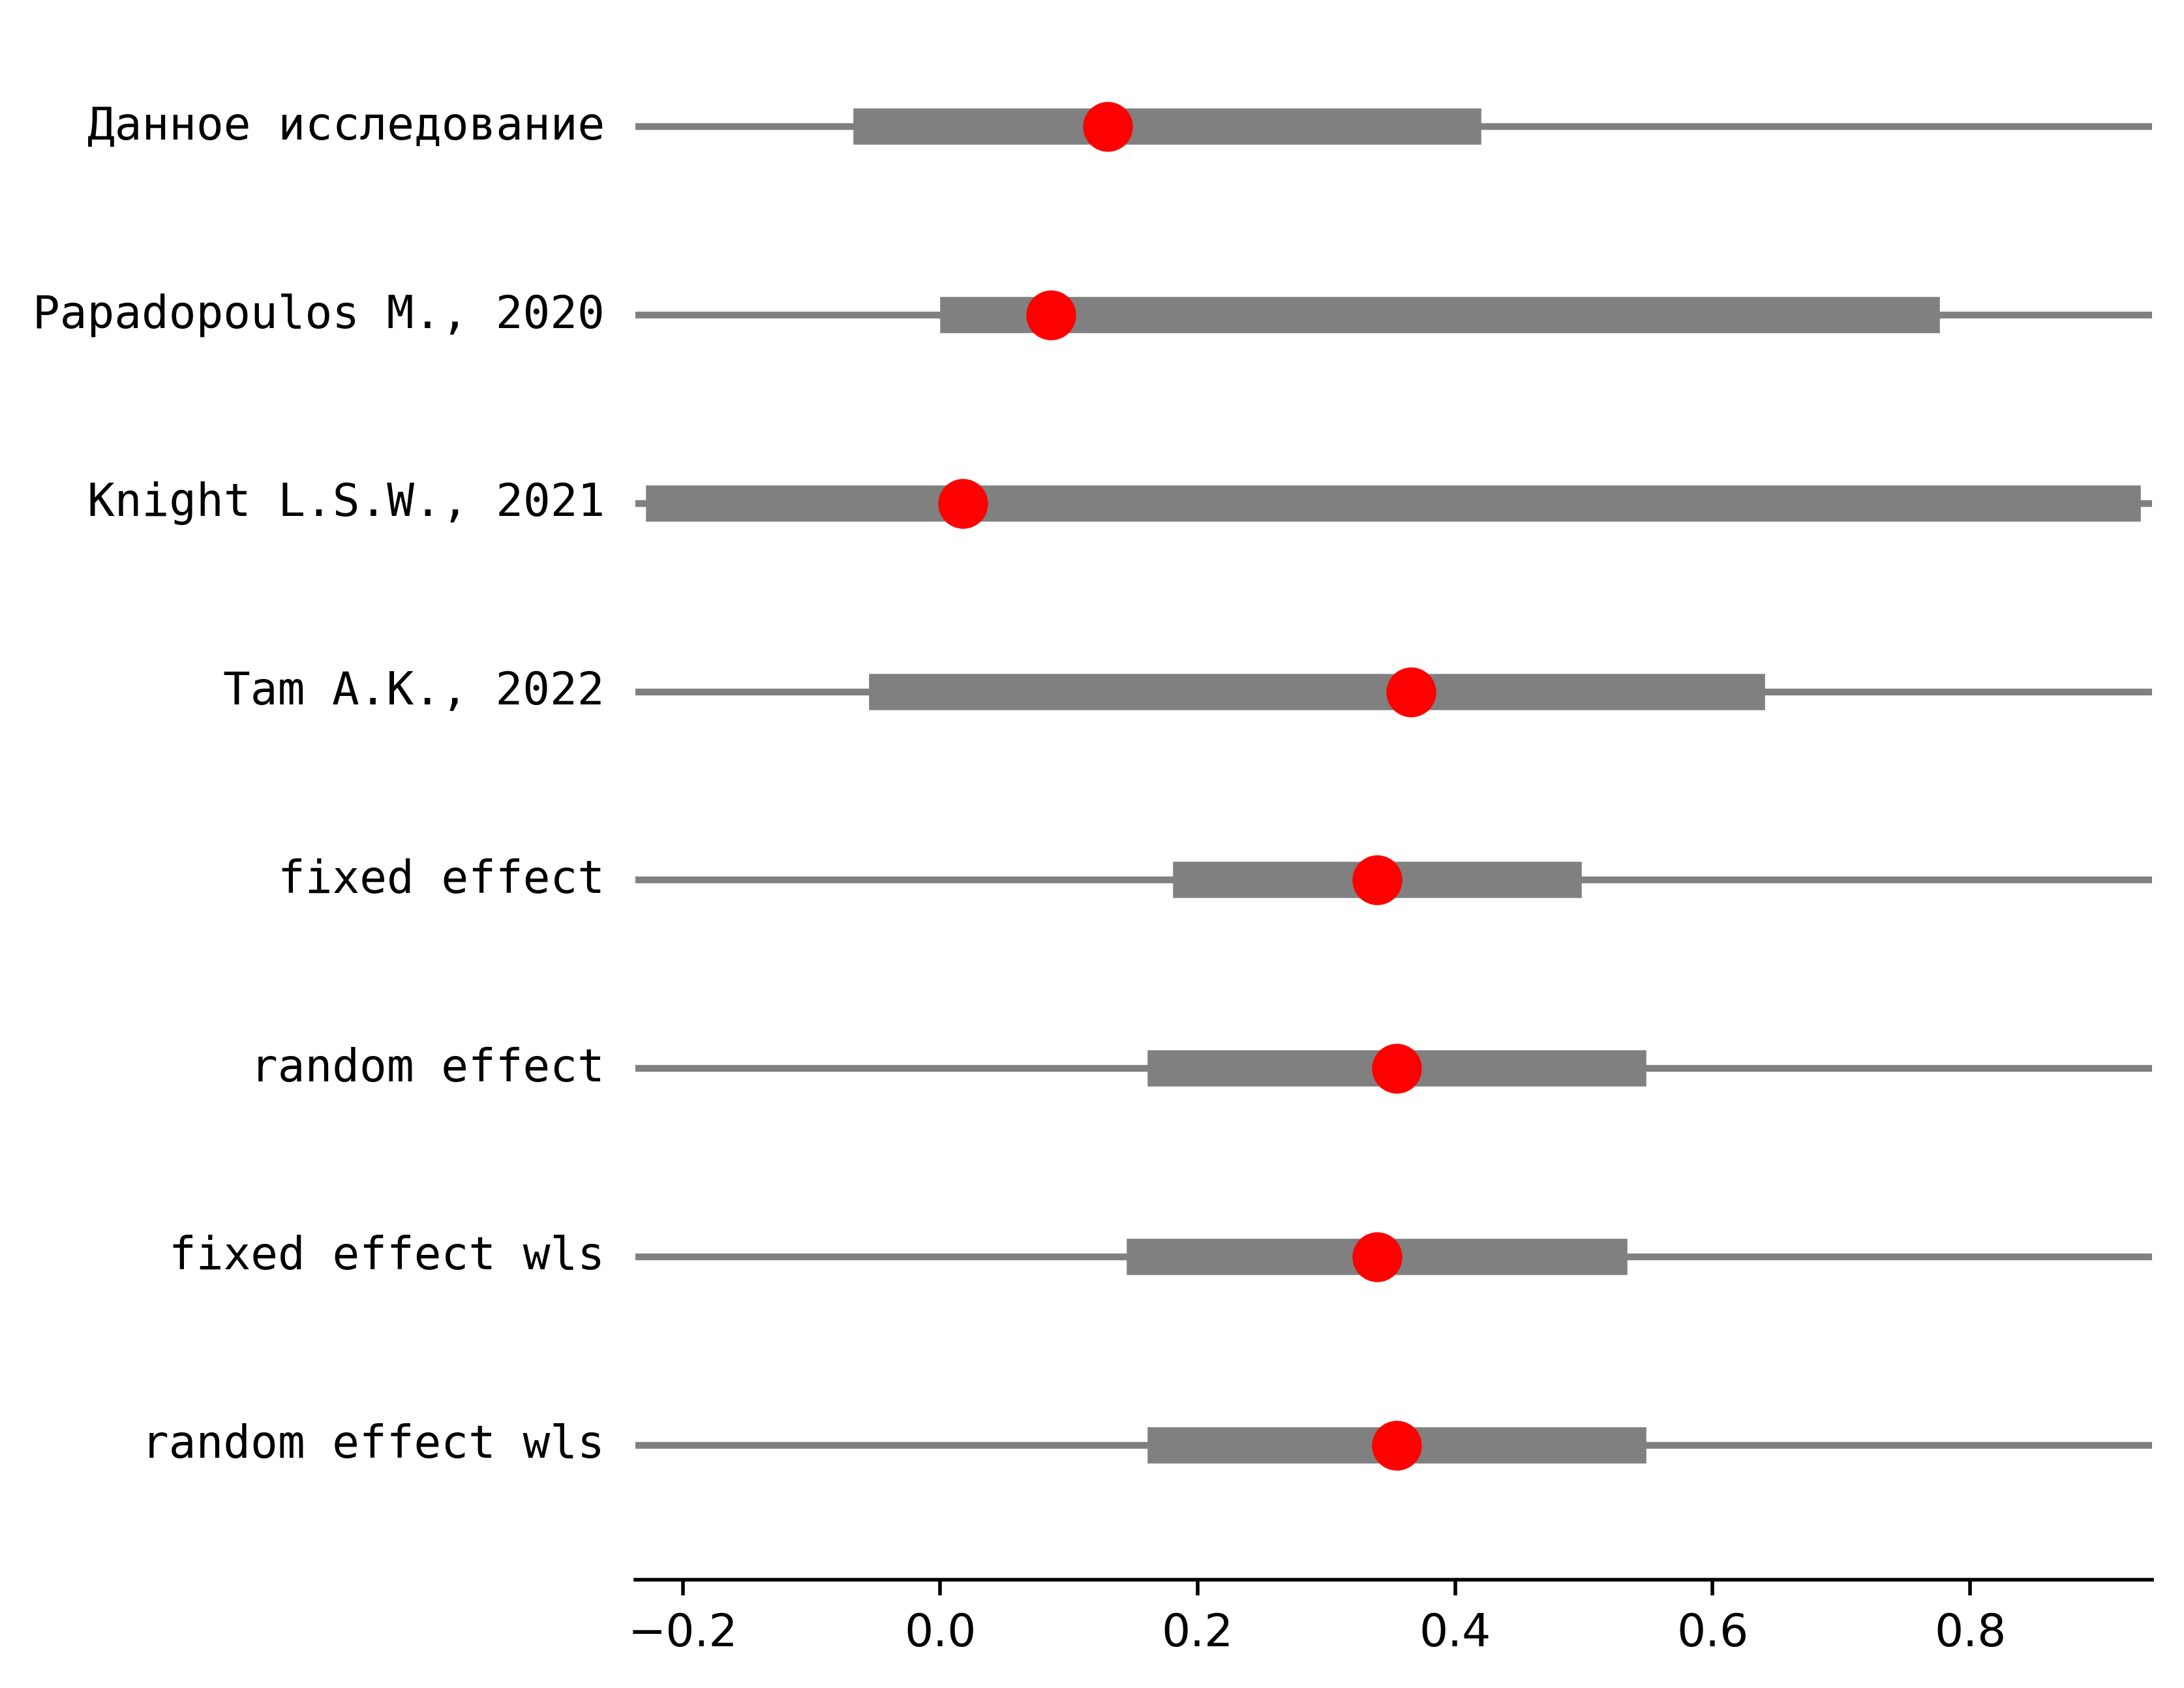 Данное исследование
Papadopoulos M., 2020
Knight L.S.W., 2021
Tam A.K., 2022
fixed effect
random effect
fixed effect wls
random effect wls
−0.2 0.0 0.2 0.4 0.6 0.8